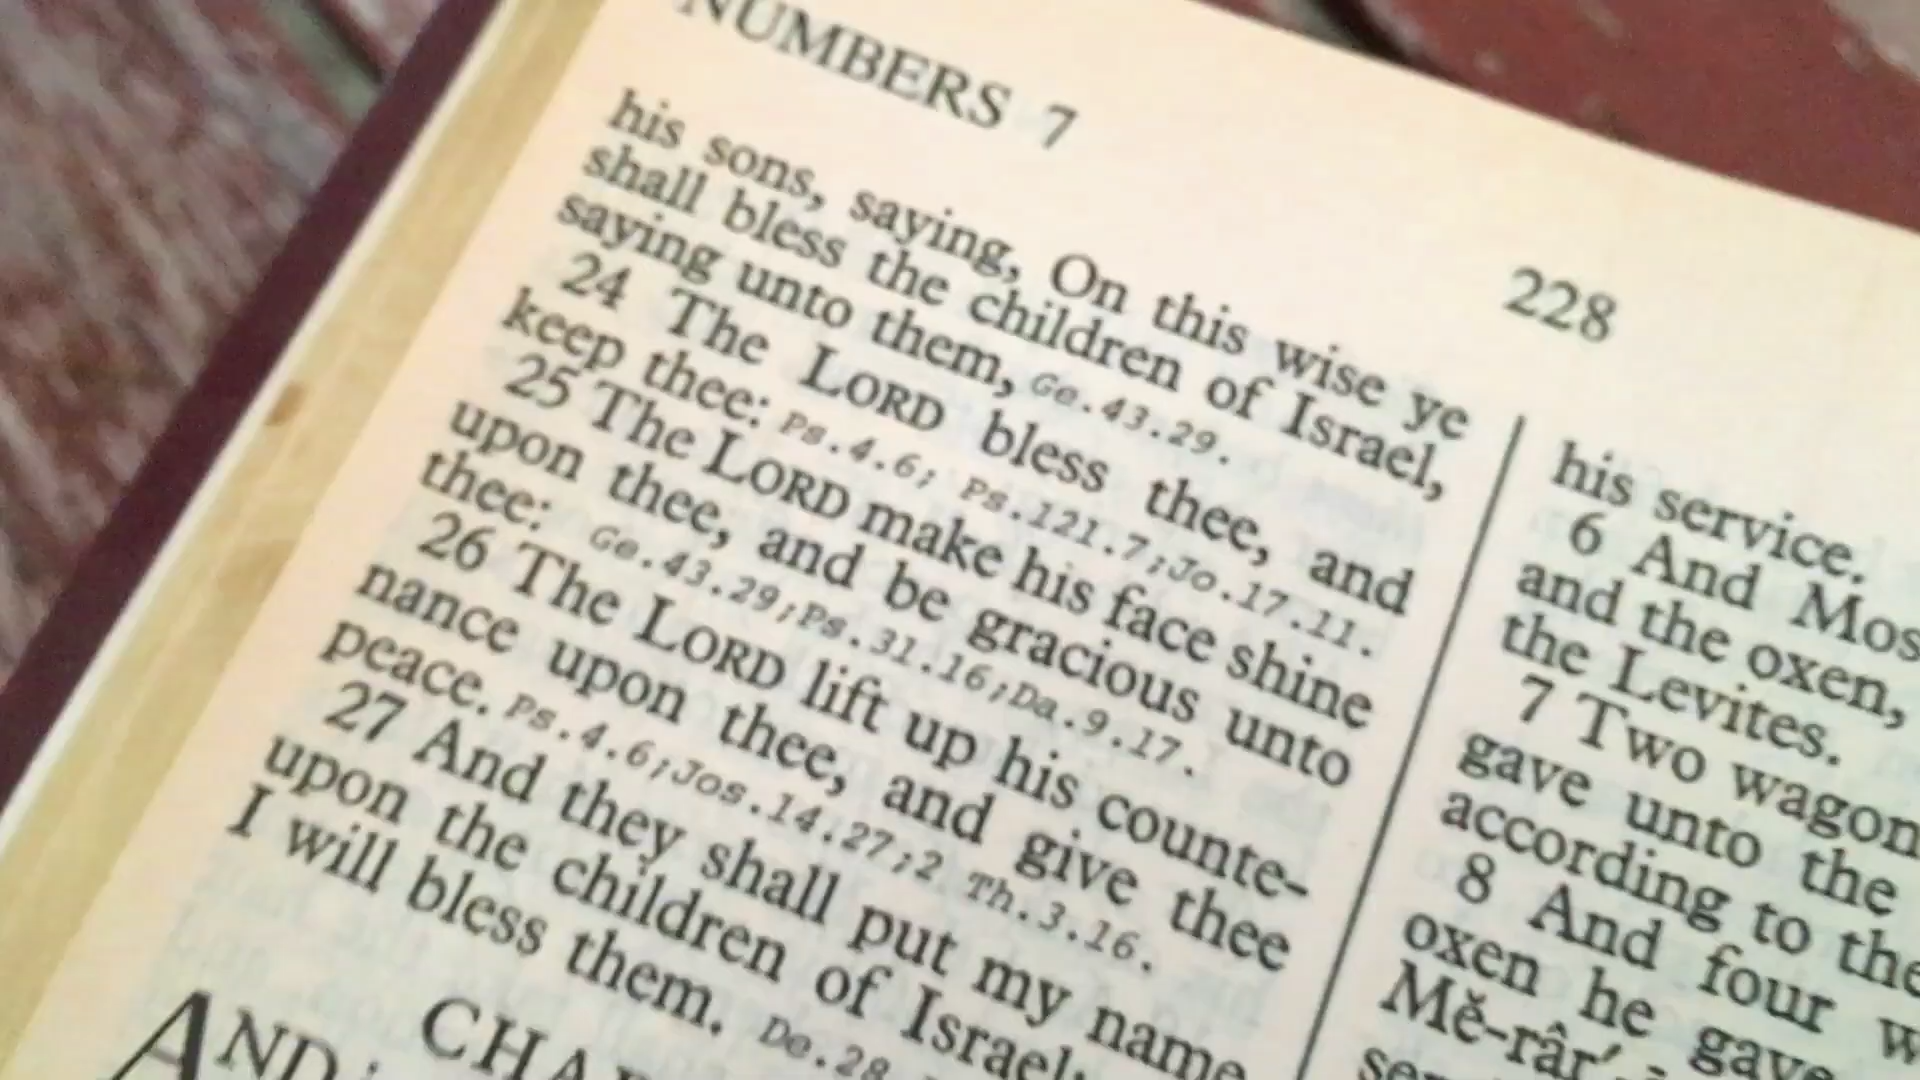 NUMBERS 7
228
his sons, saying, On this wise ye
shall bless the children of Israel,
saying unto them, Ge.43.29.
24 The LORD bless thee, and
keep thee: Ps.4.6; Ps.121.7;Jo.17.11.
25 The LORD make his face shine
upon thee, and be gracious unto
thee: Ge.43.29;Ps.31.16;Da.9.17.
26 The LORD lift up his counte-
nance upon thee, and give thee
peace. Ps.4.6;Jos.14.27;2 Th.3.16.
27 And they shall put my name
upon the children of Israel;
I will bless them. De.28
CHA
AND
his service.
6 And Mos
and the oxen,
the Levites.
7 Two wagon
gave unto the
according to the
8 And four w
oxen he gave
Mĕ-râr′